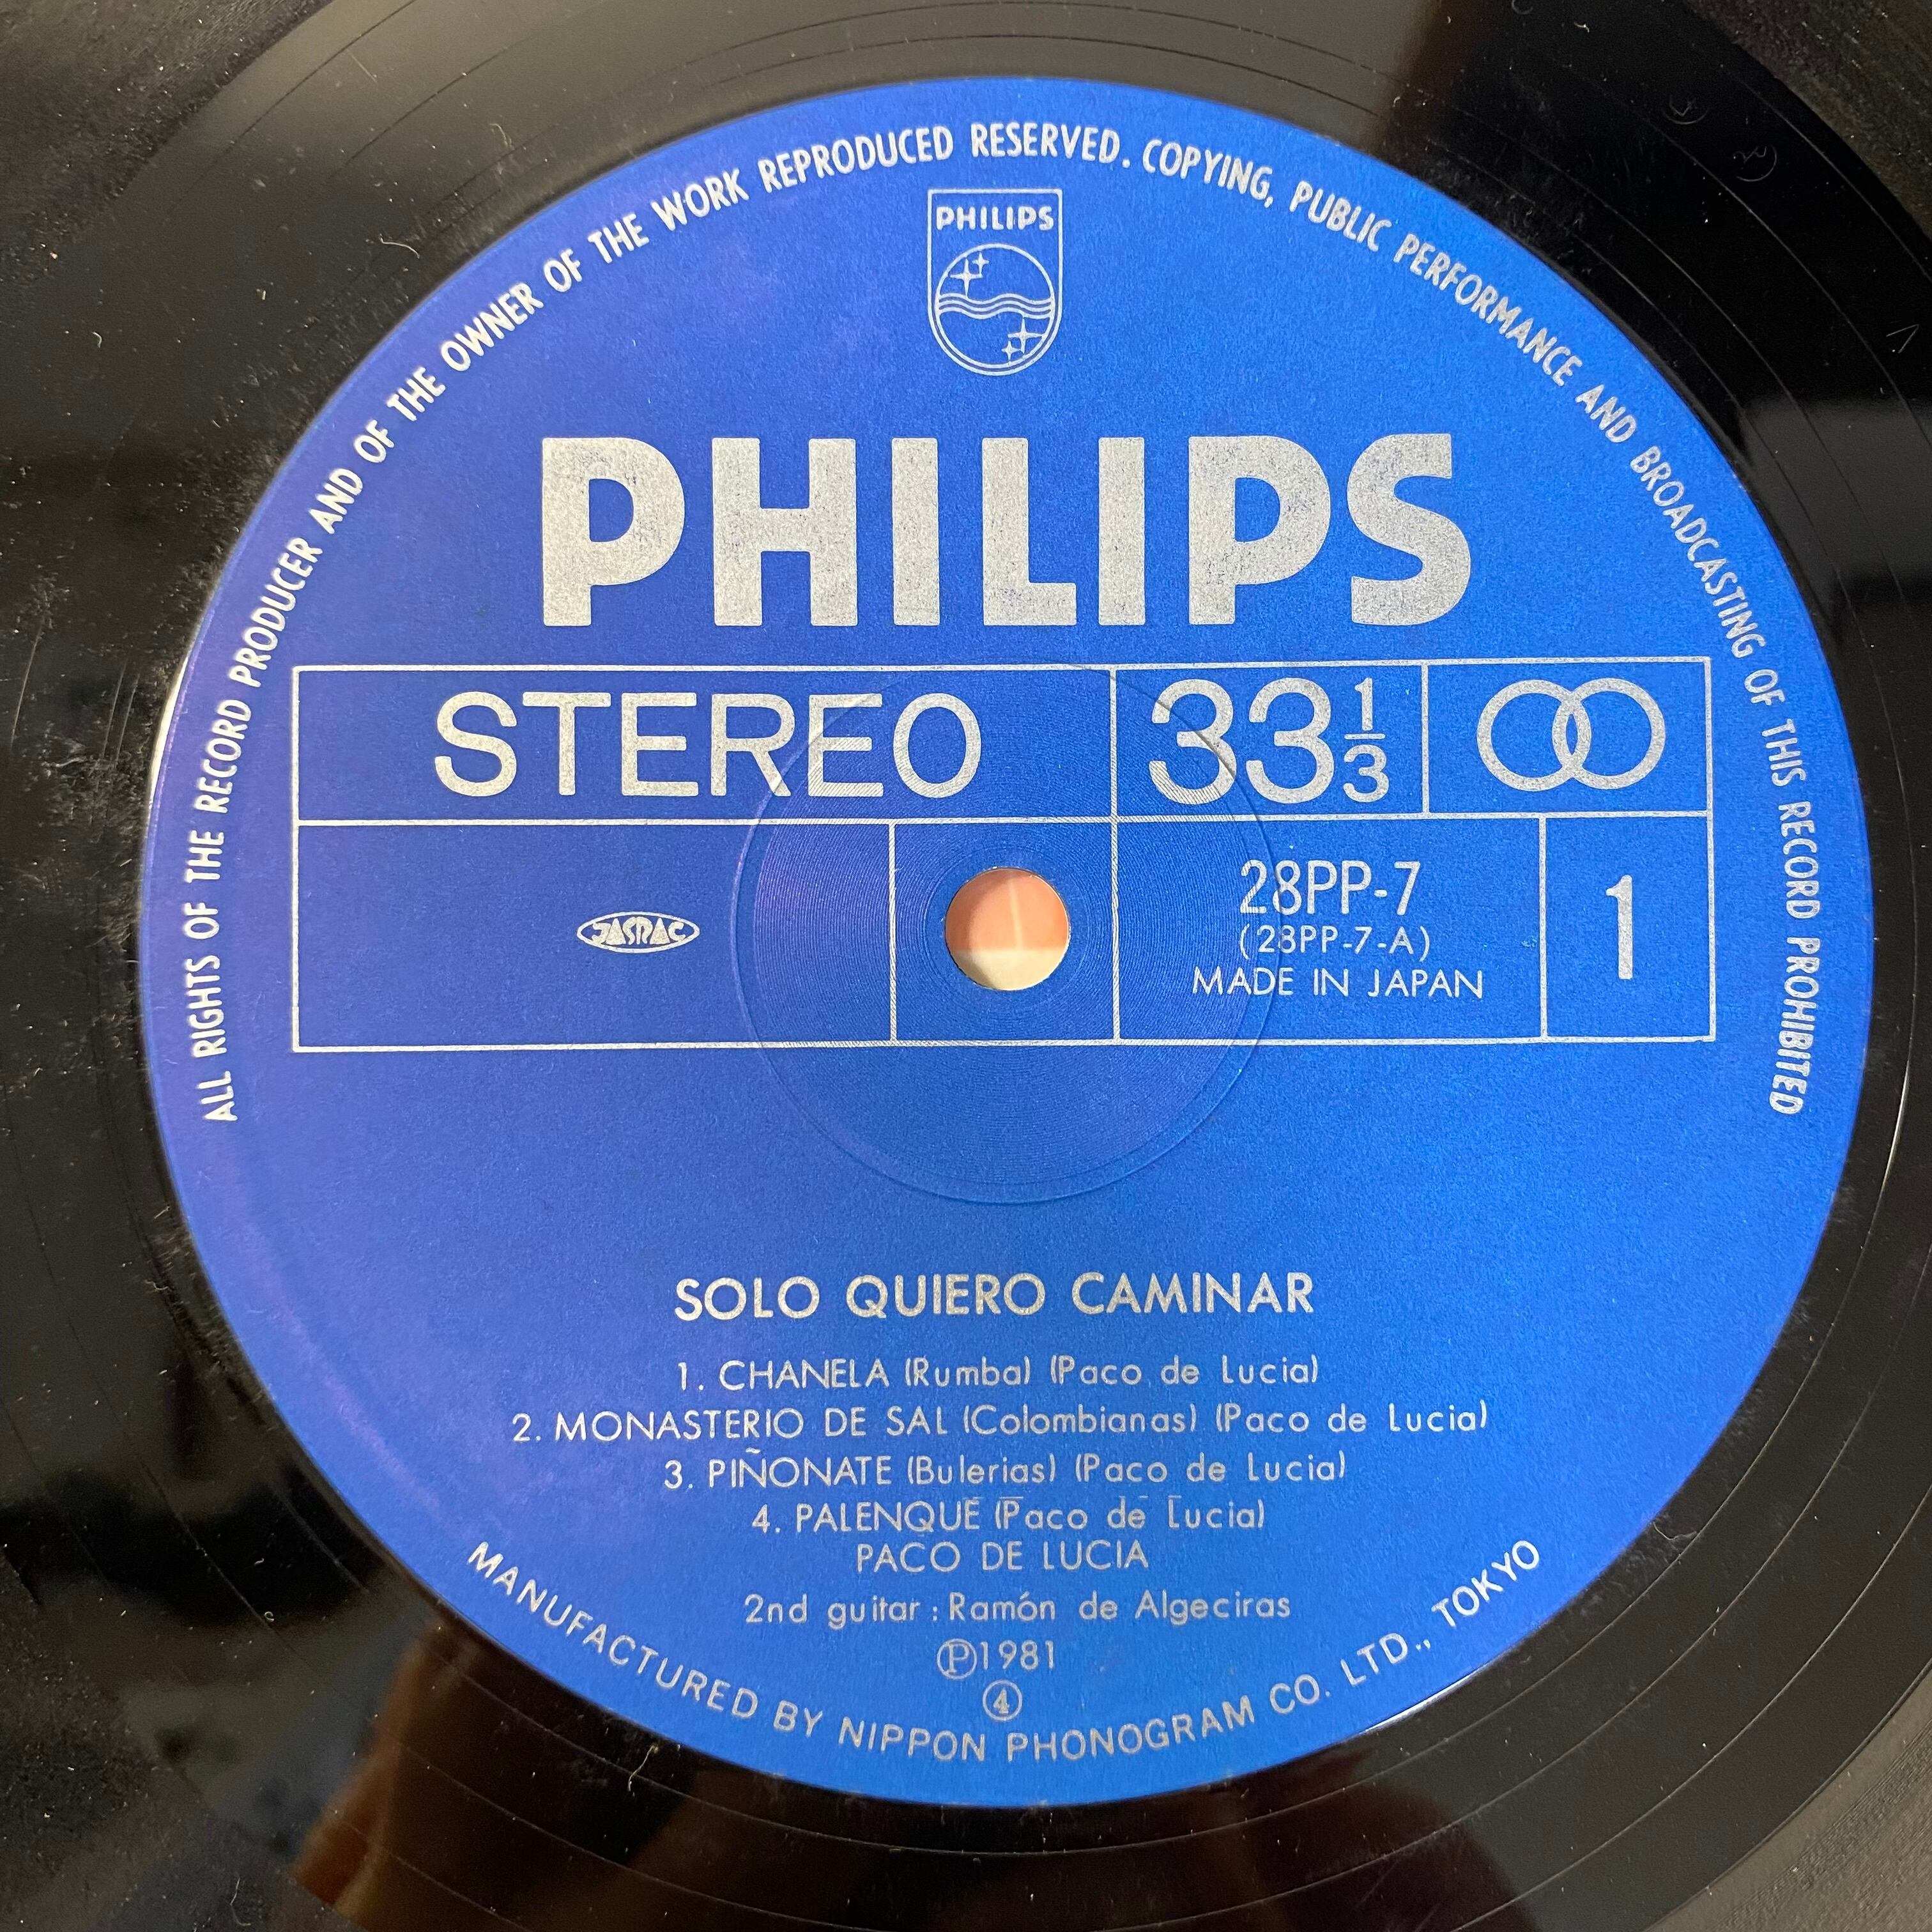 ALL RIGHTS OF THE RECORD PRODUCER AND OF THE OWNER OF THE WORK REPRODUCED RESERVED. COPYING, PUBLIC PERFORMANCE AND BROADCASTING OF THIS RECORD PROHIBITED
PHILIPS
PHILIPS
STEREO
33 1/3
JASRAC
28PP-7
(28PP-7-A)
MADE IN JAPAN
1
SOLO QUIERO CAMINAR
1. CHANELA (Rumba) (Paco de Lucia)
2. MONASTERIO DE SAL (Colombianas) (Paco de Lucia)
3. PIÑONATE (Bulerias) (Paco de Lucia)
4. PALENQUE (Paco de Lucia)
PACO DE LUCIA
2nd guitar : Ramón de Algeciras
Ⓟ1981
④
MANUFACTURED BY NIPPON PHONOGRAM CO. LTD., TOKYO